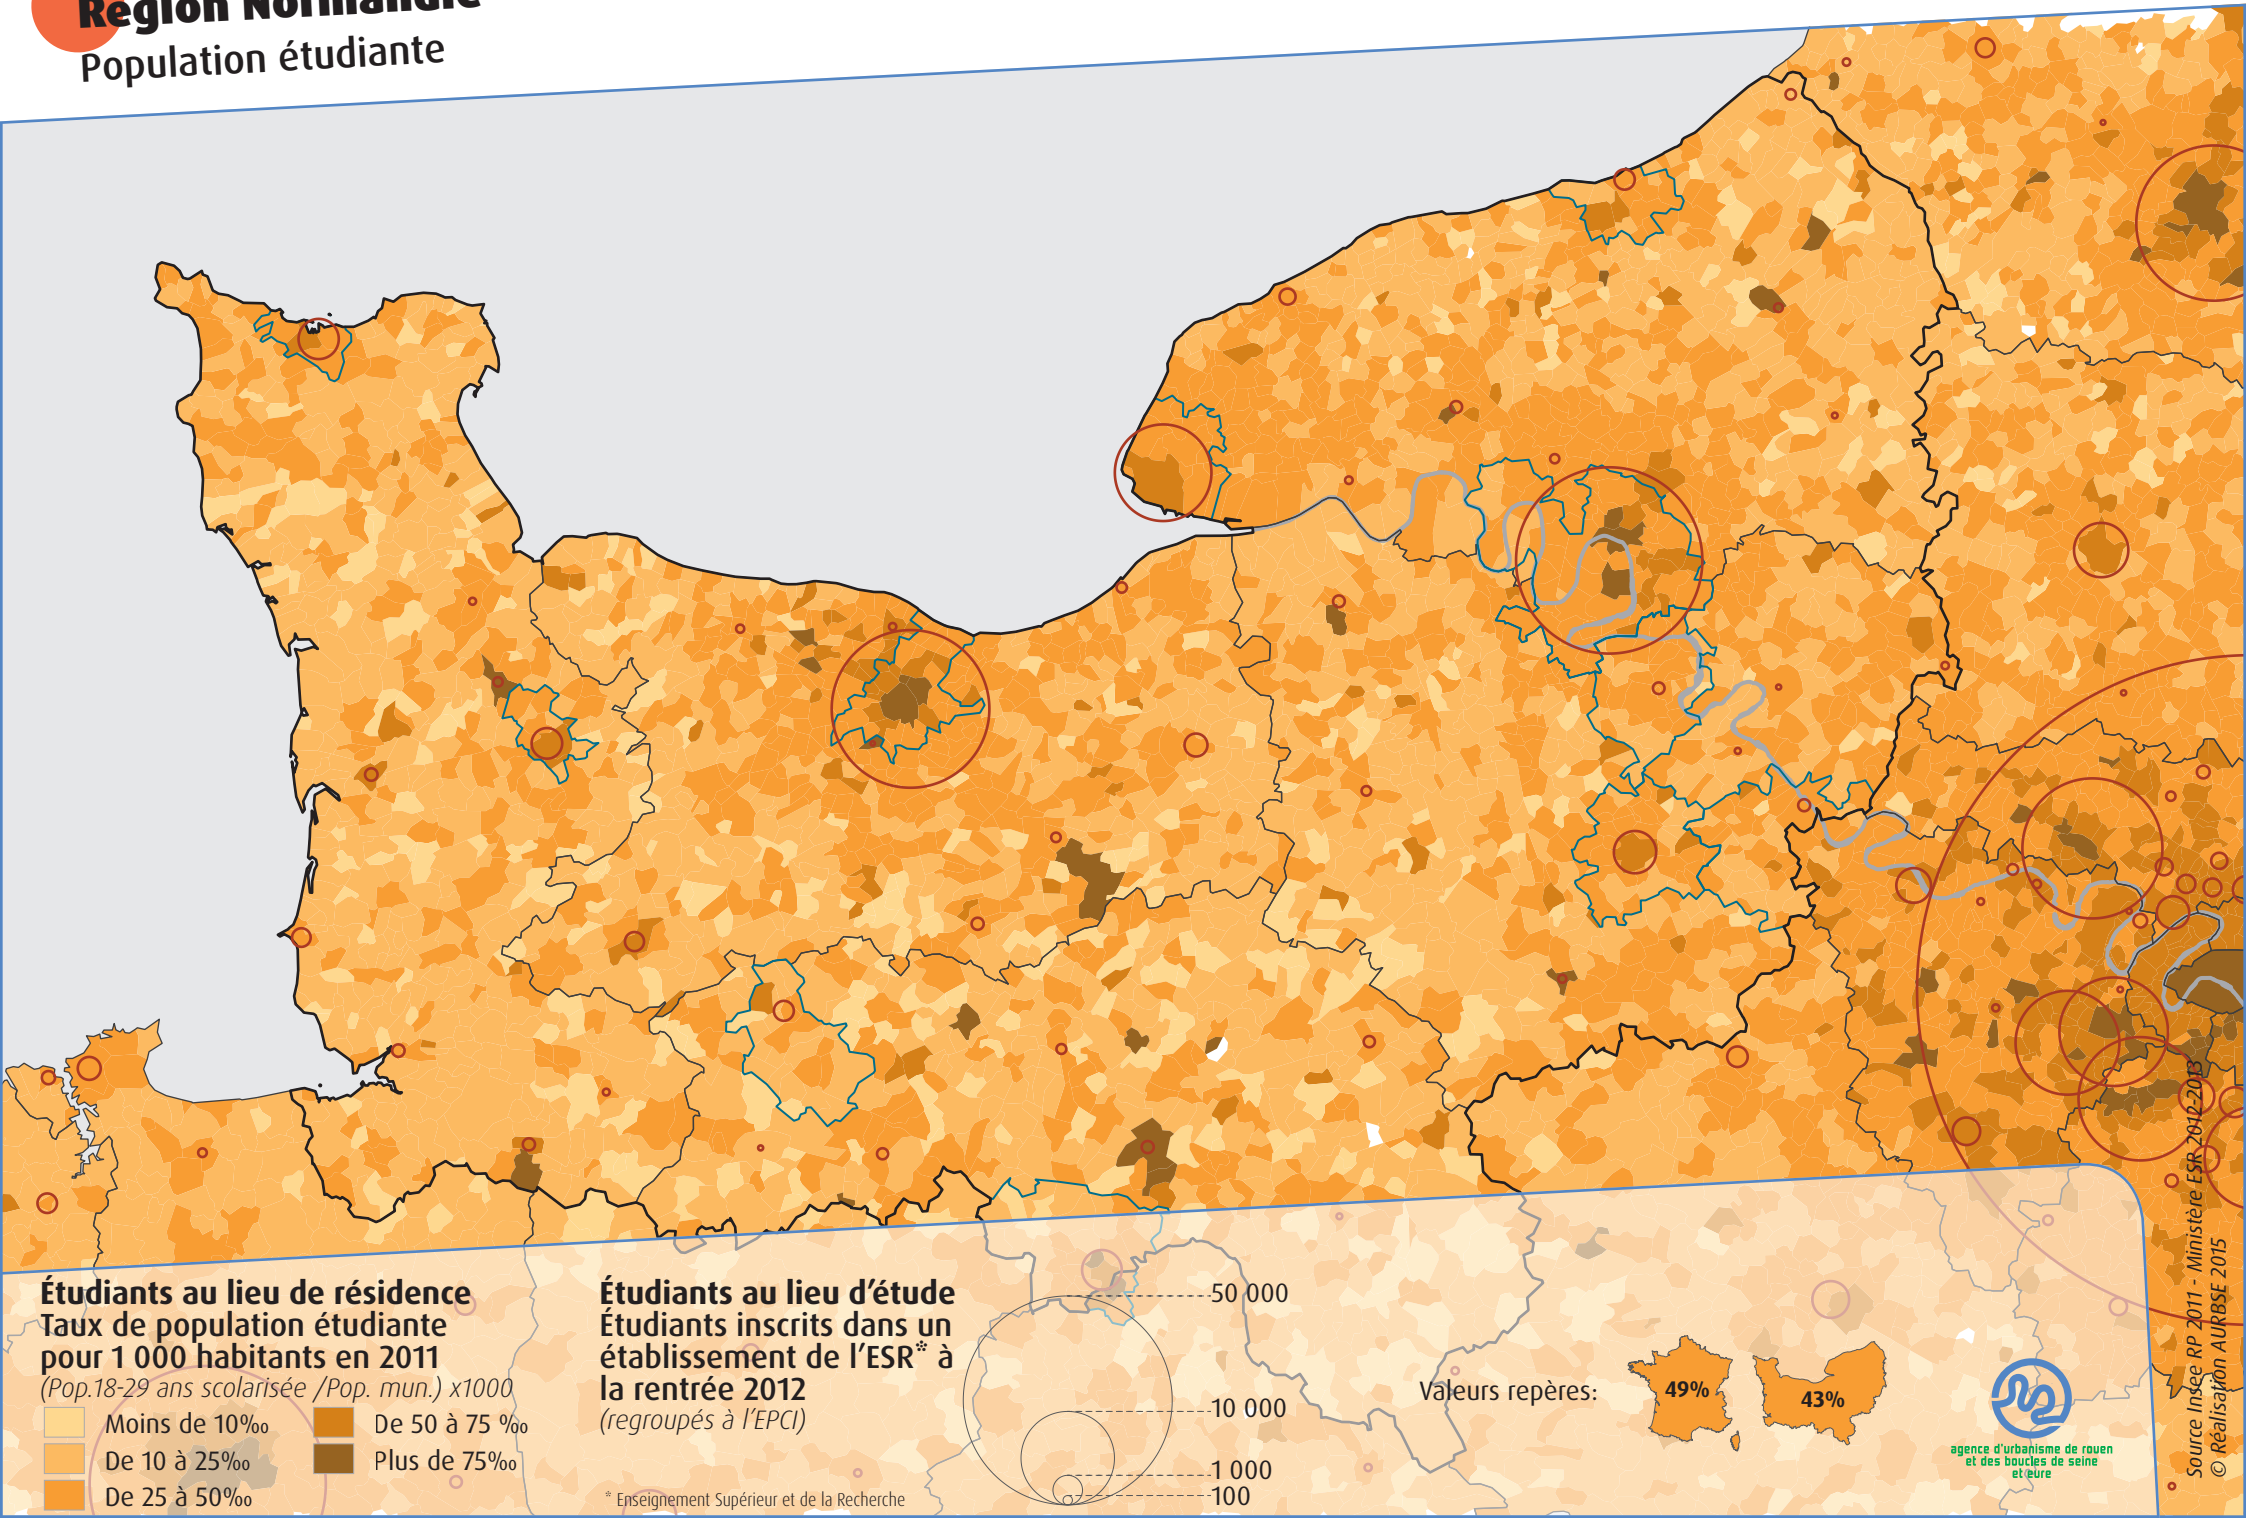 Région Normandie
Population étudiante
Étudiants au lieu de résidence
Taux de population étudiante
pour 1 000 habitants en 2011
(Pop.18-29 ans scolarisée /Pop. mun.) x1000
Moins de 10‰
De 10 à 25‰
De 25 à 50‰
De 50 à 75 ‰
Plus de 75‰
Étudiants au lieu d'étude
Étudiants inscrits dans un
établissement de l'ESR* à
la rentrée 2012
(regroupés à l'EPCI)
* Enseignement Supérieur et de la Recherche
50 000
10 000
1 000
100
Valeurs repères:
49%
43%
agence d'urbanisme de rouen
et des boucles de seine
et eure
Source Insee RP 2011 - Ministère ESR 2012-2013
© Réalisation AURBSE 2015